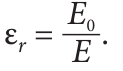 εᵣ = E₀/E.